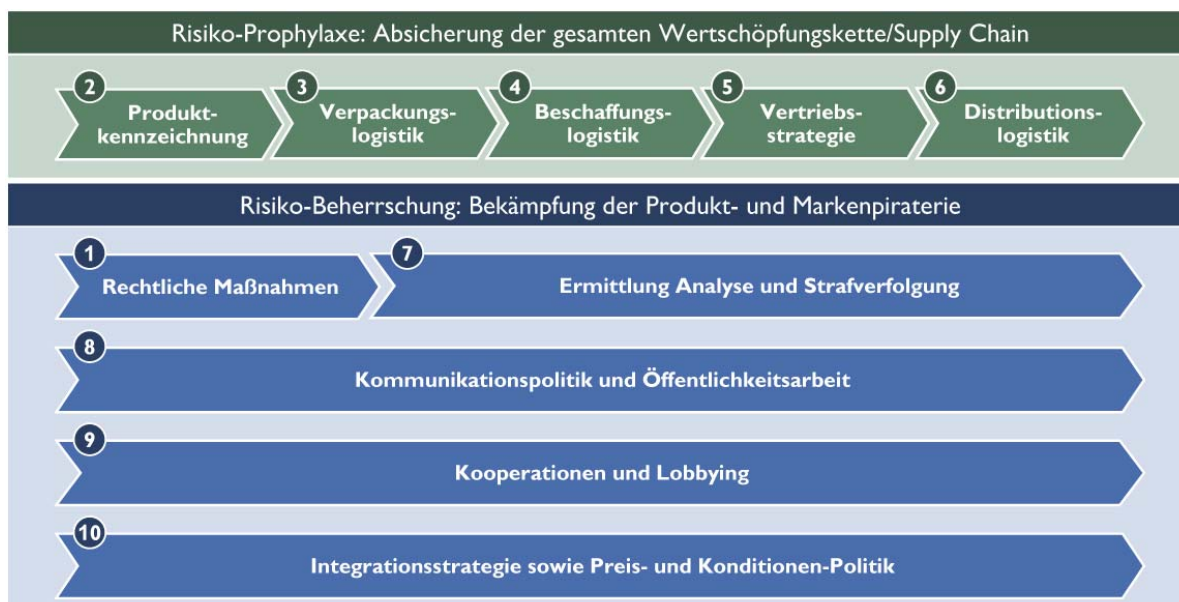 Risiko-Prophylaxe: Absicherung der gesamten Wertschöpfungskette/Supply Chain
2
Produkt-
kennzeichnung
3
Verpackungs-
logistik
4
Beschaffungs-
logistik
5
Vertriebs-
strategie
6
Distributions-
logistik
Risiko-Beherrschung: Bekämpfung der Produkt- und Markenpiraterie
1
Rechtliche Maßnahmen
7
Ermittlung Analyse und Strafverfolgung
8
Kommunikationspolitik und Öffentlichkeitsarbeit
9
Kooperationen und Lobbying
10
Integrationsstrategie sowie Preis- und Konditionen-Politik